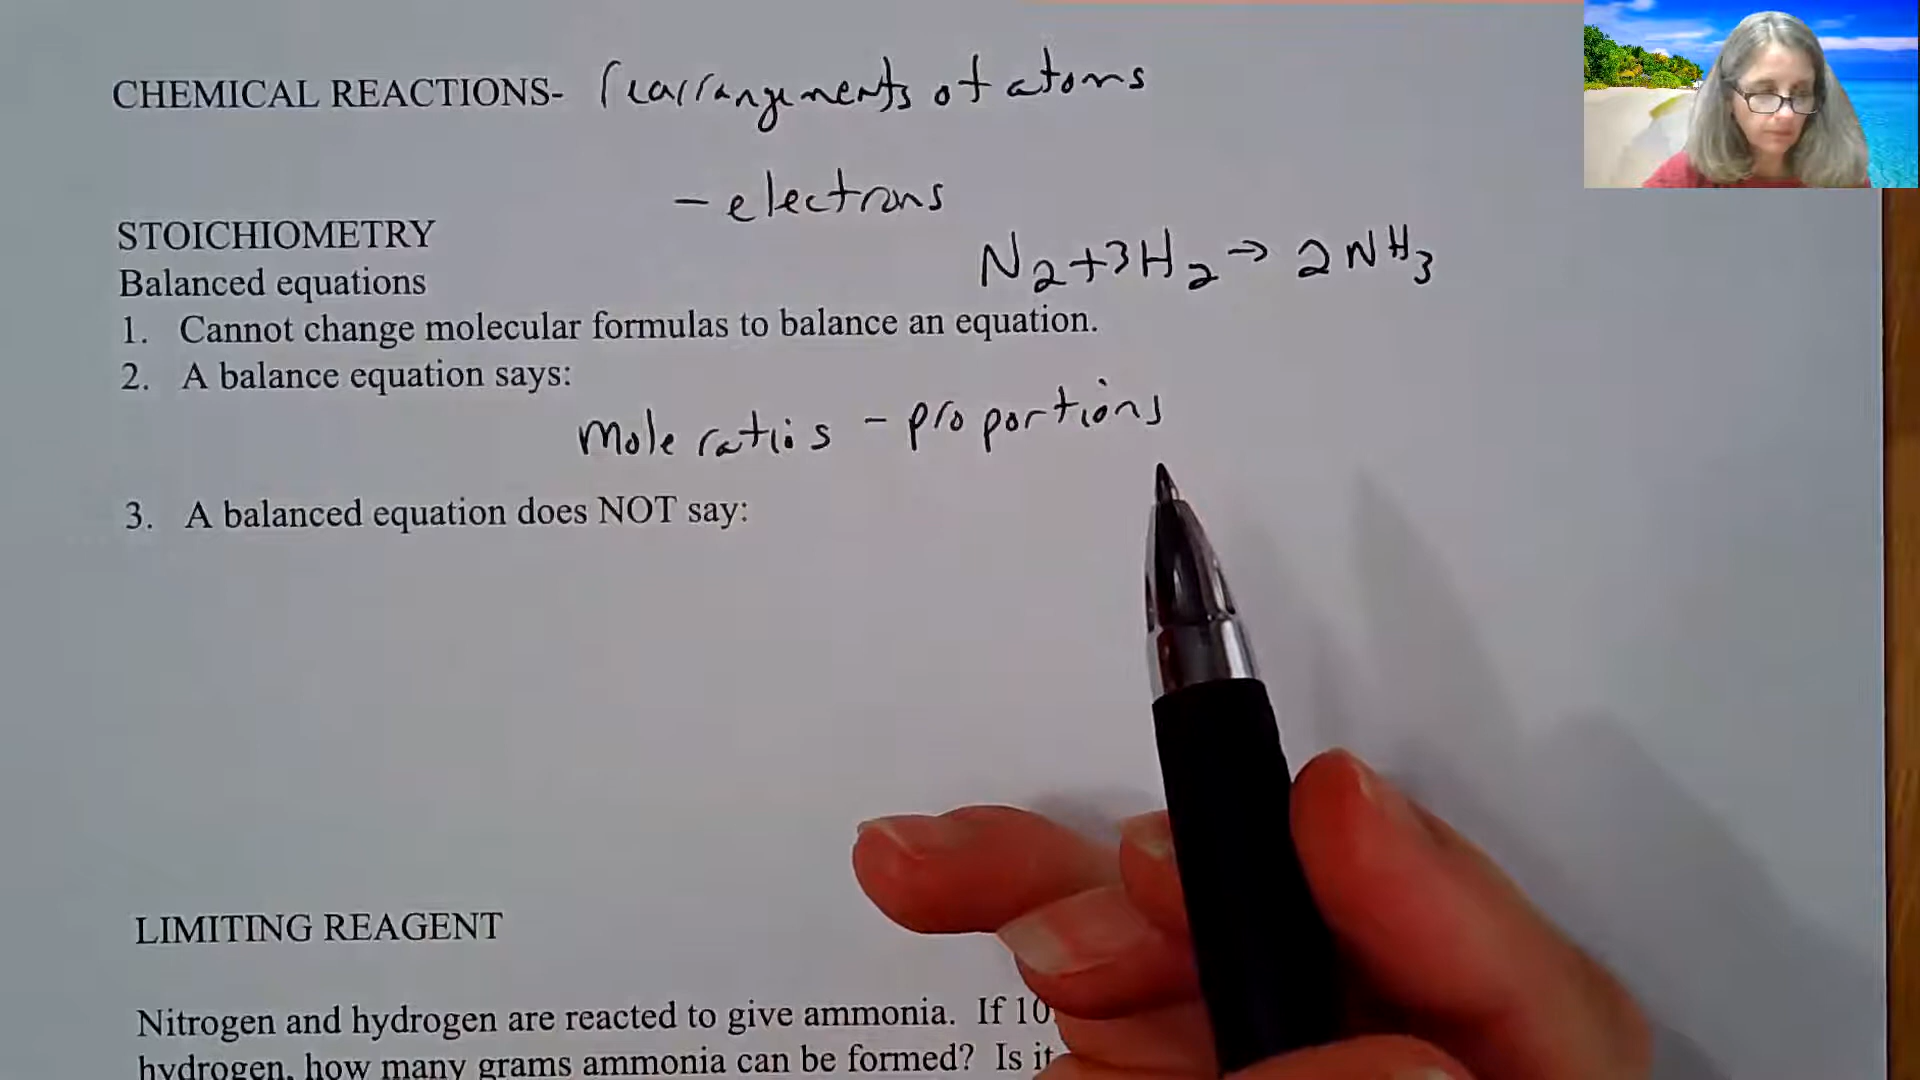 CHEMICAL REACTIONS- rearrangements of atoms
- electrons
STOICHIOMETRY
N2+3H2→2NH3
Balanced equations
1. Cannot change molecular formulas to balance an equation.
2. A balance equation says:
Mole ratios - proportions
3. A balanced equation does NOT say:
LIMITING REAGENT
Nitrogen and hydrogen are reacted to give ammonia. If 10
hydrogen, how many grams ammonia can be formed? Is it